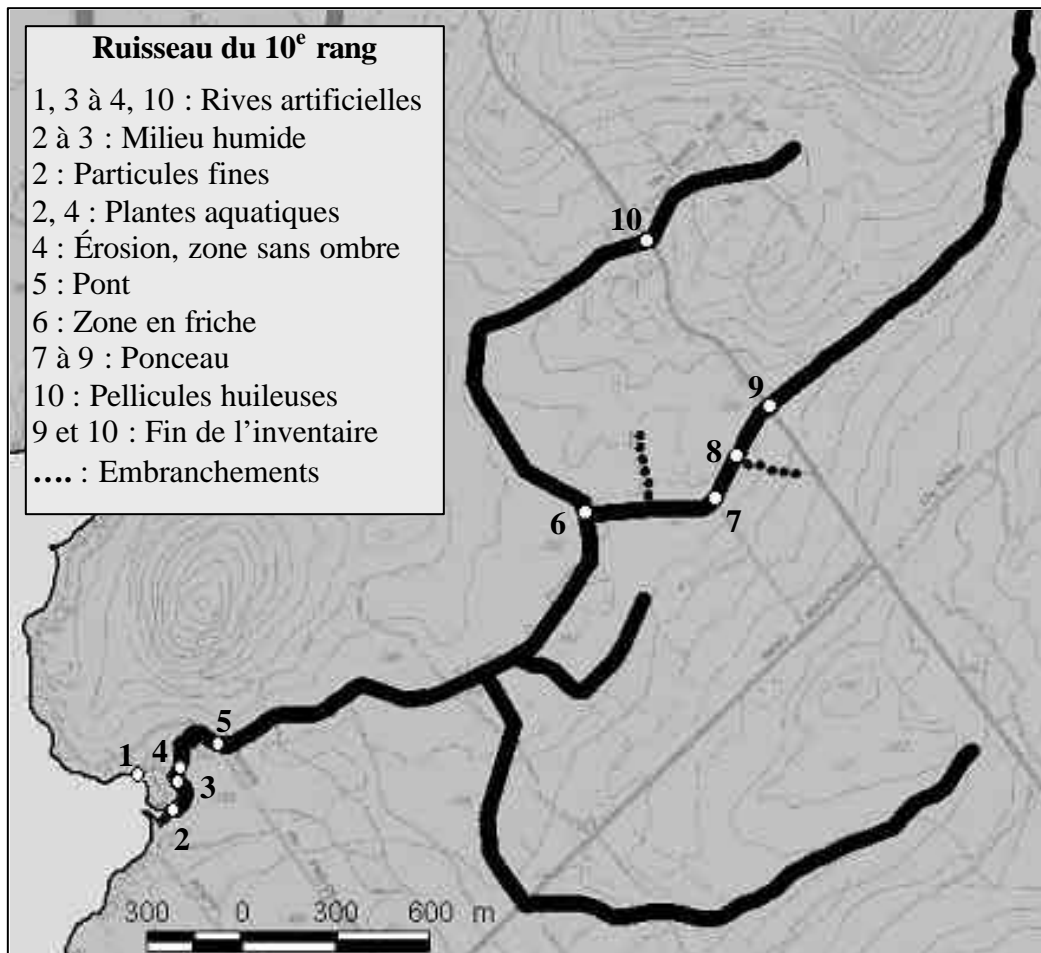 Ruisseau du 10e rang
1, 3 à 4, 10 : Rives artificielles
2 à 3 : Milieu humide
2 : Particules fines
2, 4 : Plantes aquatiques
4 : Érosion, zone sans ombre
5 : Pont
6 : Zone en friche
7 à 9 : Ponceau
10 : Pellicules huileuses
9 et 10 : Fin de l'inventaire
.... : Embranchements
10
9
8
7
6
5
4
1
3
2
300 0 300 600 m